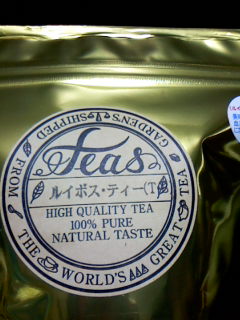 Teas
ルイボス・ティー(T
HIGH QUALITY TEA
100% PURE
NATURAL TASTE
SHIPPED FROM THE WORLD'S GREAT TEA GARDENS